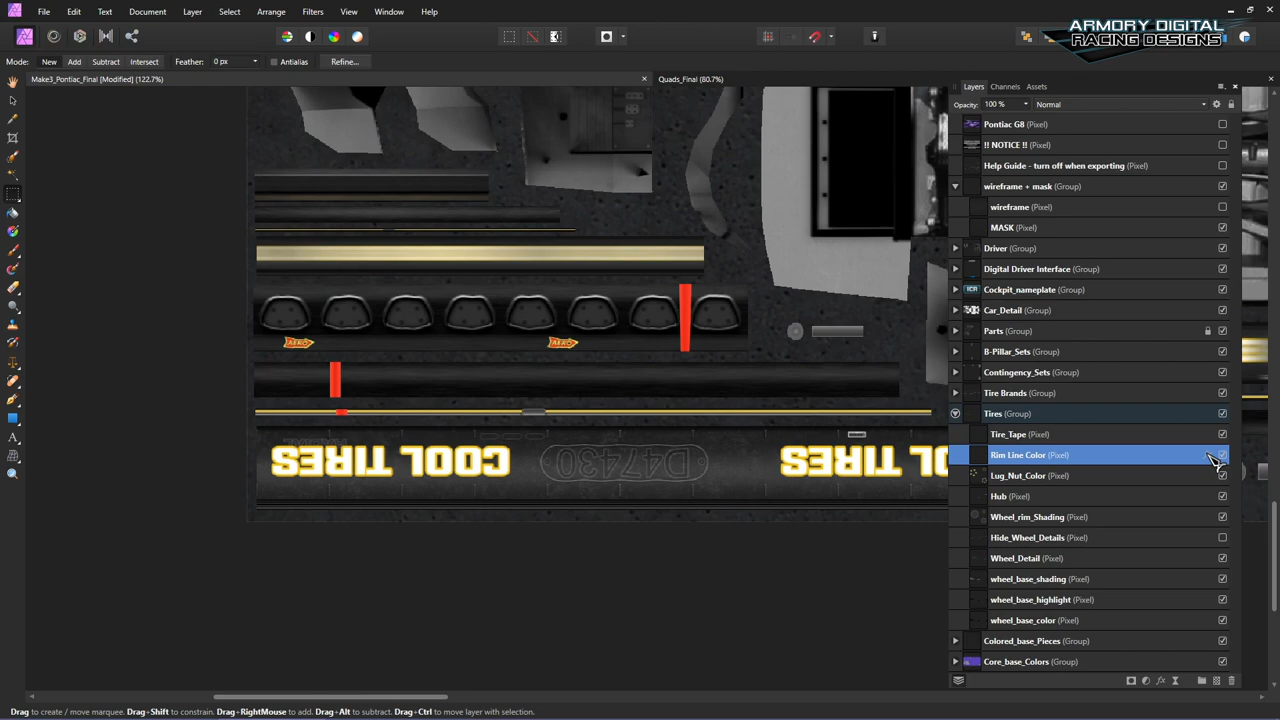 File Edit Text Document Layer Select Arrange Filters View Window Help
ARMORY DIGITAL
RACING DESIGNS
Mode: New Add Subtract Intersect Feather: 0 px Antialias Refine...
Make3_Pontiac_Final [Modified] (122.7%)
Quads_Final (80.7%)
Layers Channels Assets
Opacity: 100 % Normal
Pontiac G8 (Pixel)
!! NOTICE !! (Pixel)
Help Guide - turn off when exporting (Pixel)
wireframe + mask (Group)
wireframe (Pixel)
MASK (Pixel)
Driver (Group)
Digital Driver Interface (Group)
ICR Cockpit_nameplate (Group)
Car_Detail (Group)
Parts (Group)
B-Pillar_Sets (Group)
Contingency_Sets (Group)
Tire Brands (Group)
Tires (Group)
Tire_Tape (Pixel)
Rim Line Color (Pixel)
Lug_Nut_Color (Pixel)
Hub (Pixel)
Wheel_rim_Shading (Pixel)
Hide_Wheel_Details (Pixel)
Wheel_Detail (Pixel)
wheel_base_shading (Pixel)
wheel_base_highlight (Pixel)
wheel_base_color (Pixel)
Colored_base_Pieces (Group)
Core_base_Colors (Group)
AERO AERO
COOL TIRES D47430 COOL TIRES
Drag to create / move marquee. Drag+Shift to constrain. Drag+RightMouse to add. Drag+Alt to subtract. Drag+Ctrl to move layer with selection.